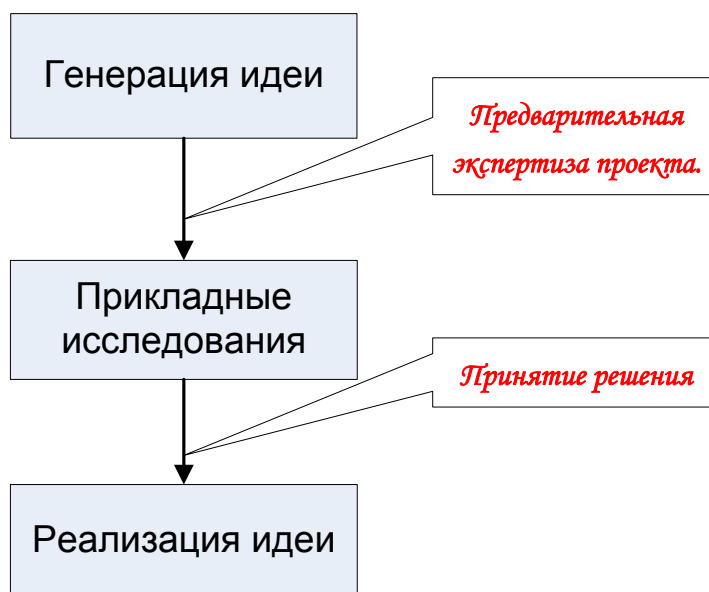 Генерация идеи
Предварительная
экспертиза проекта.
Прикладные
исследования
Принятие решения
Реализация идеи